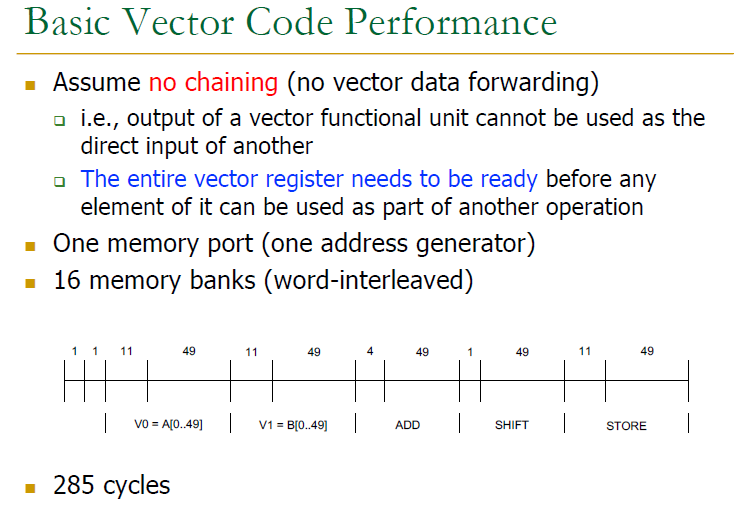 Basic Vector Code Performance
Assume no chaining (no vector data forwarding)
i.e., output of a vector functional unit cannot be used as the
direct input of another
The entire vector register needs to be ready before any
element of it can be used as part of another operation
One memory port (one address generator)
16 memory banks (word-interleaved)
1 1 11 49 11 49 4 49 1 49 11 49
V0 = A[0..49] V1 = B[0..49] ADD SHIFT STORE
285 cycles